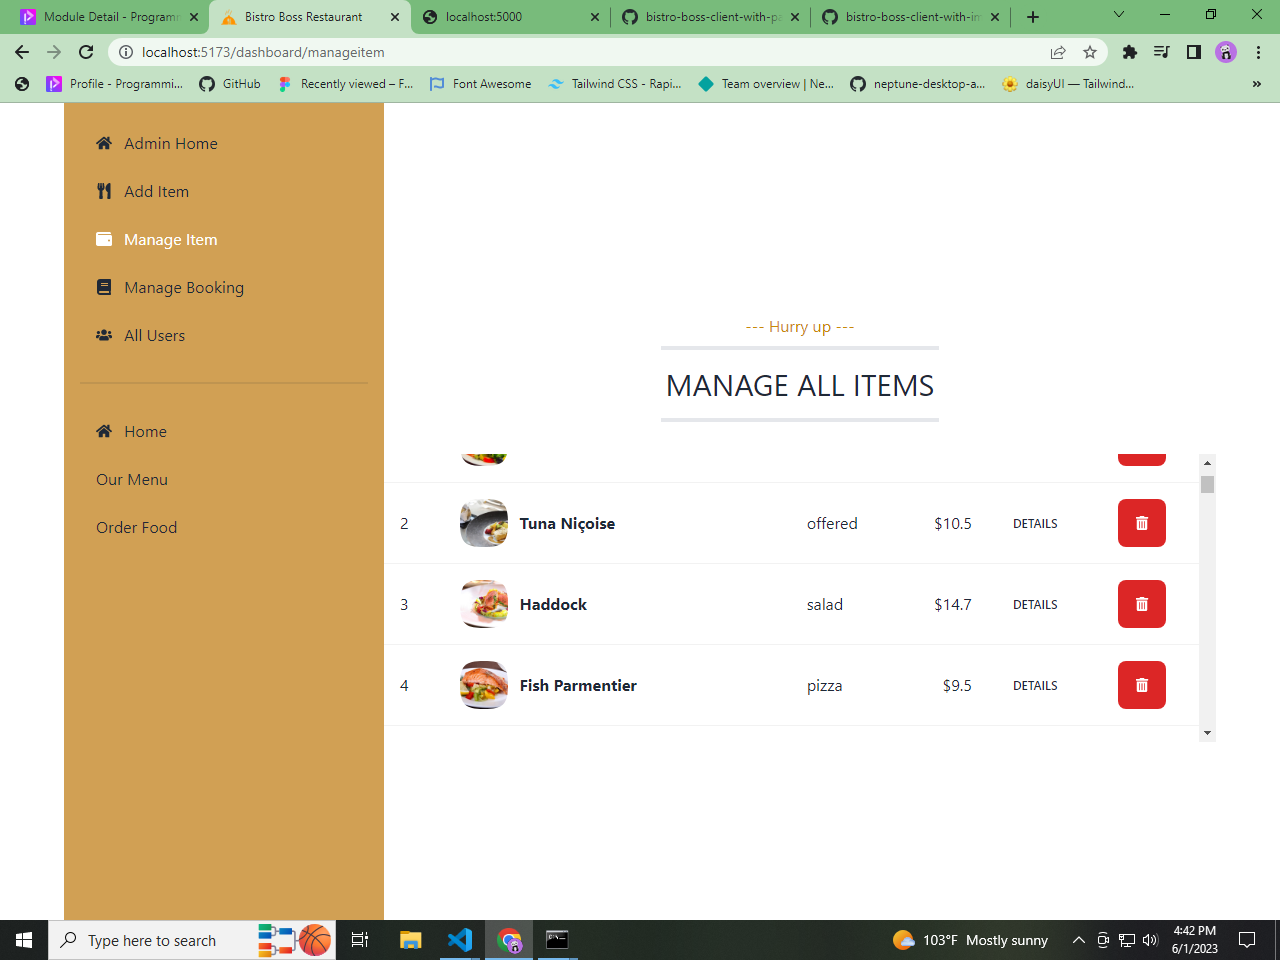 Module Detail - Programm
Bistro Boss Restaurant
localhost:5000
bistro-boss-client-with-pa
bistro-boss-client-with-im
localhost:5173/dashboard/manageitem
Profile - Programmi...
GitHub
Recently viewed – F...
Font Awesome
Tailwind CSS - Rapi...
Team overview | Ne...
neptune-desktop-a...
daisyUI — Tailwind...
»
Admin Home
Add Item
Manage Item
Manage Booking
All Users
Home
Our Menu
Order Food
--- Hurry up ---
MANAGE ALL ITEMS
2 Tuna Niçoise offered $10.5 DETAILS
3 Haddock salad $14.7 DETAILS
4 Fish Parmentier pizza $9.5 DETAILS
Type here to search
103°F Mostly sunny
4:42 PM
6/1/2023